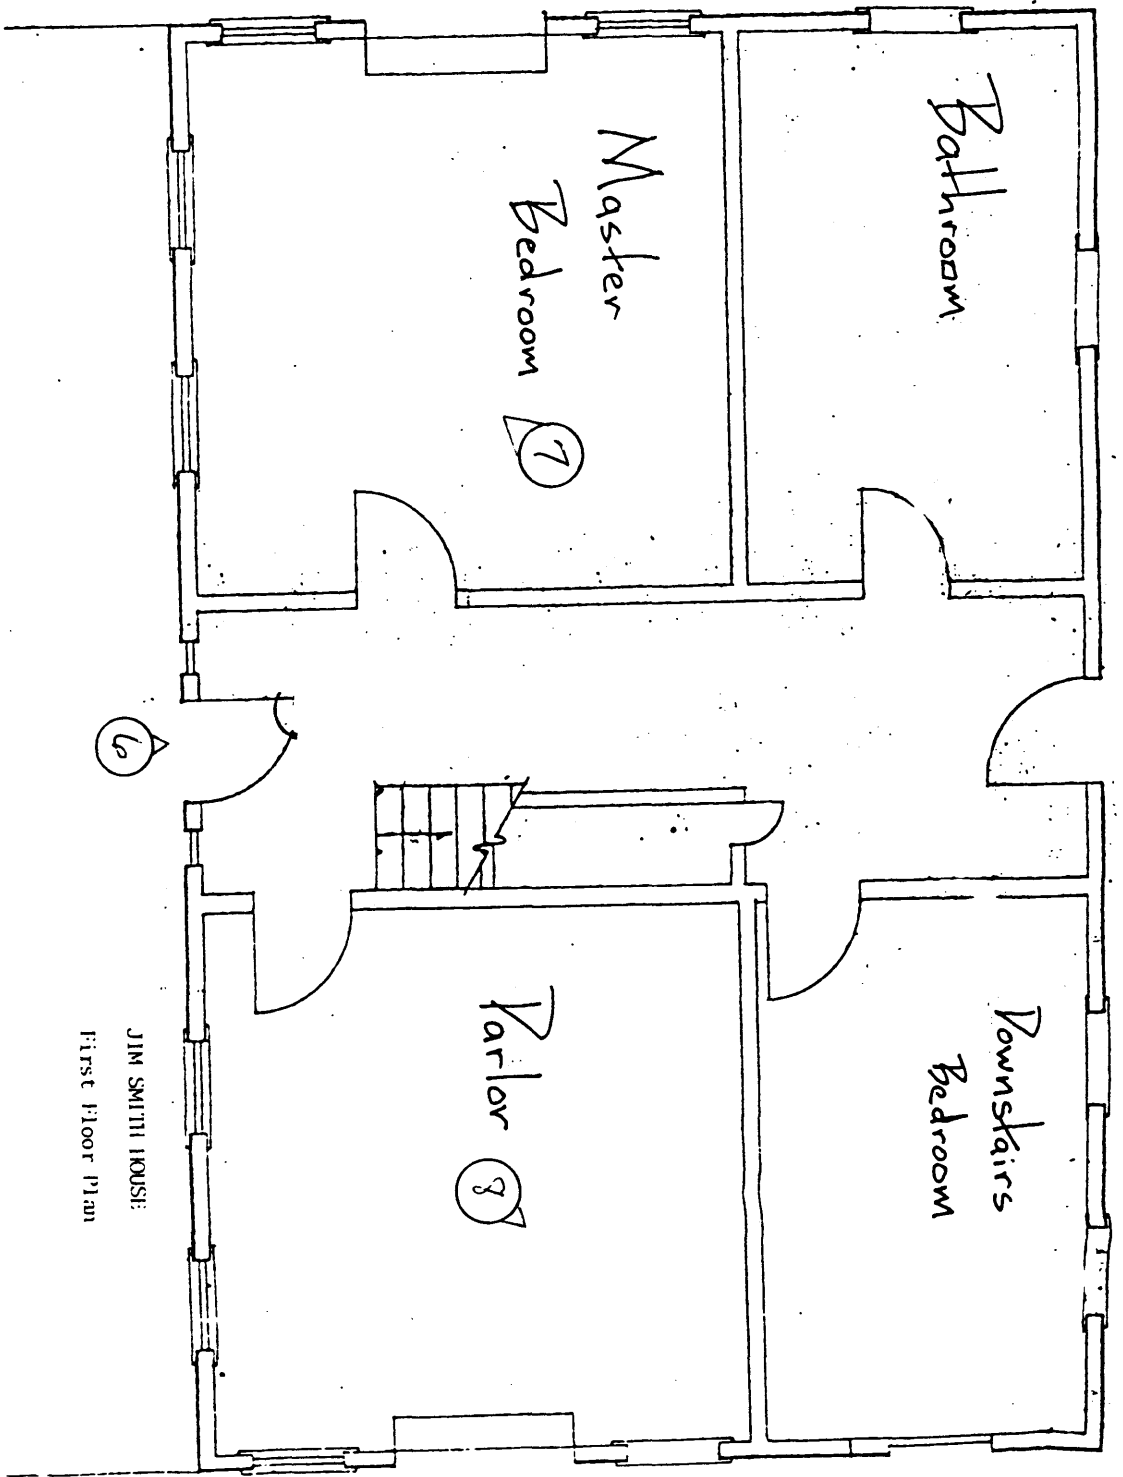 Bathroom
Master
Bedroom
7
6
Downstairs
Bedroom
Parlor
8
JIM SMITH HOUSE
First Floor Plan